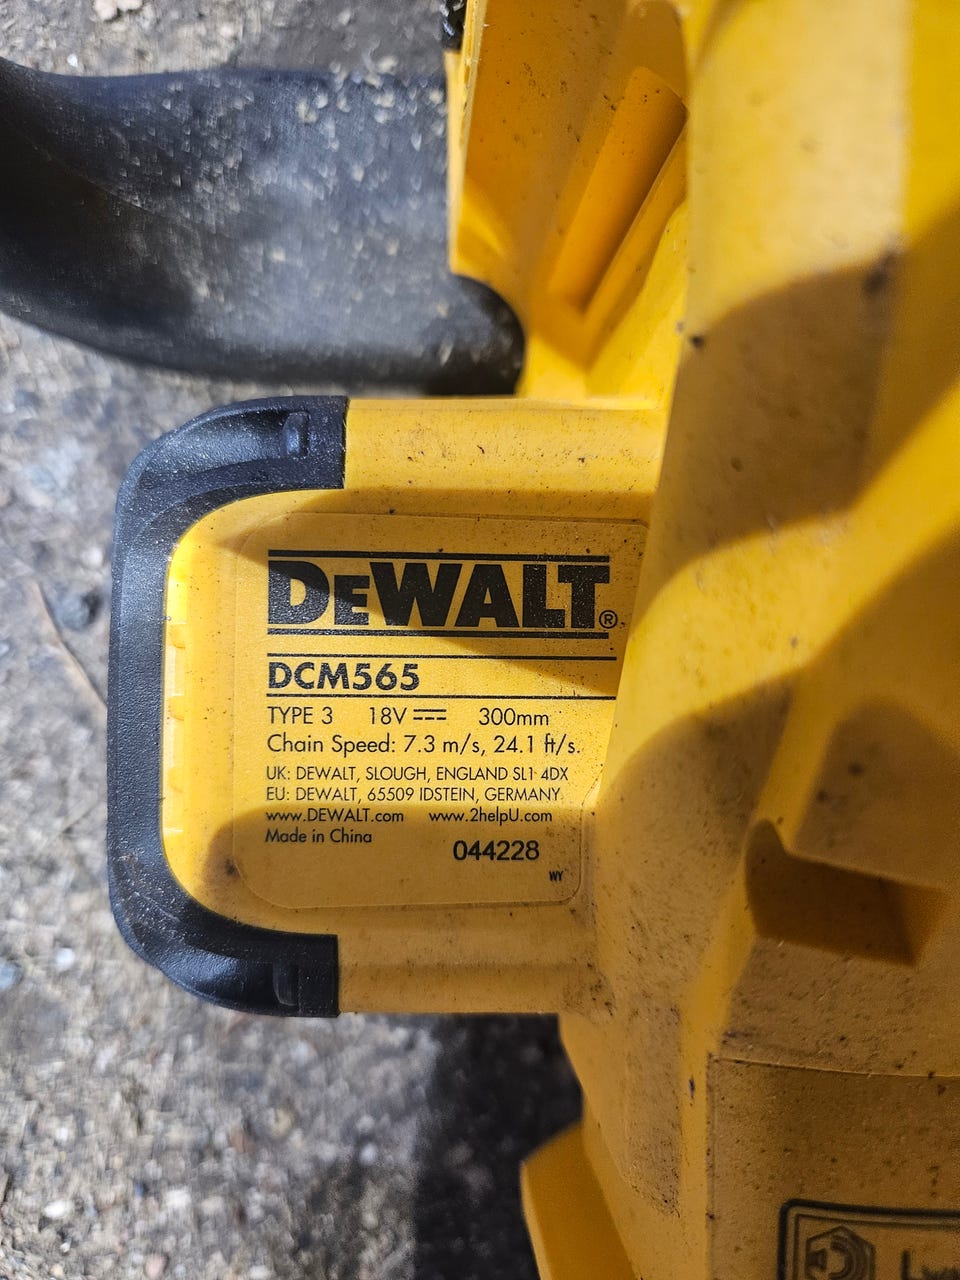 DEWALT®
DCM565
TYPE 3 18V 300mm
Chain Speed: 7.3 m/s, 24.1 ft/s.
UK: DEWALT, SLOUGH, ENGLAND SL1 4DX
EU: DEWALT, 65509 IDSTEIN, GERMANY
www.DEWALT.com www.2helpU.com
Made in China
044228
WY